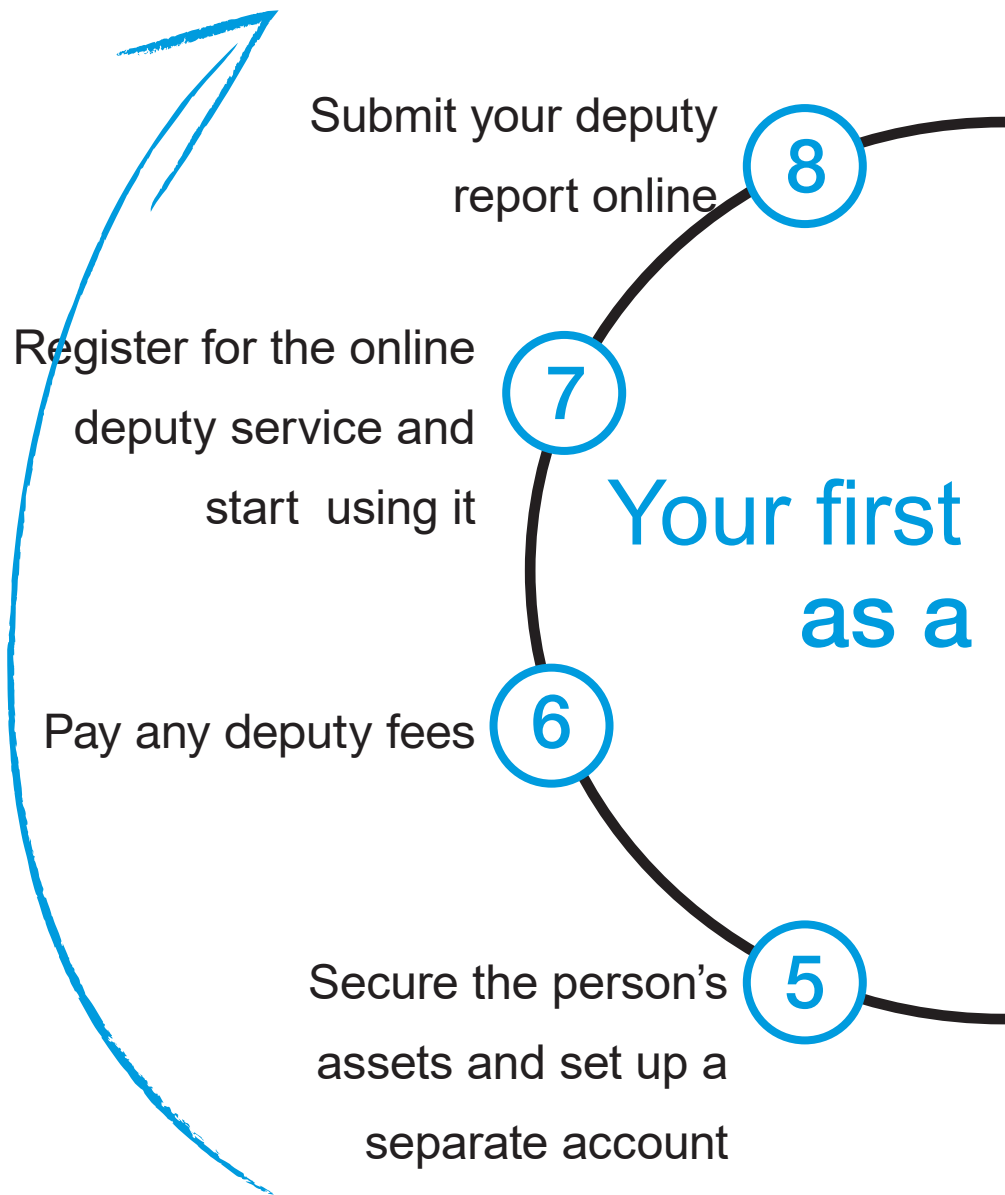 Submit your deputy
report online
8
Register for the online
deputy service and
start  using it
7
Your first
as a
Pay any deputy fees
6
Secure the person’s
assets and set up a
separate account
5